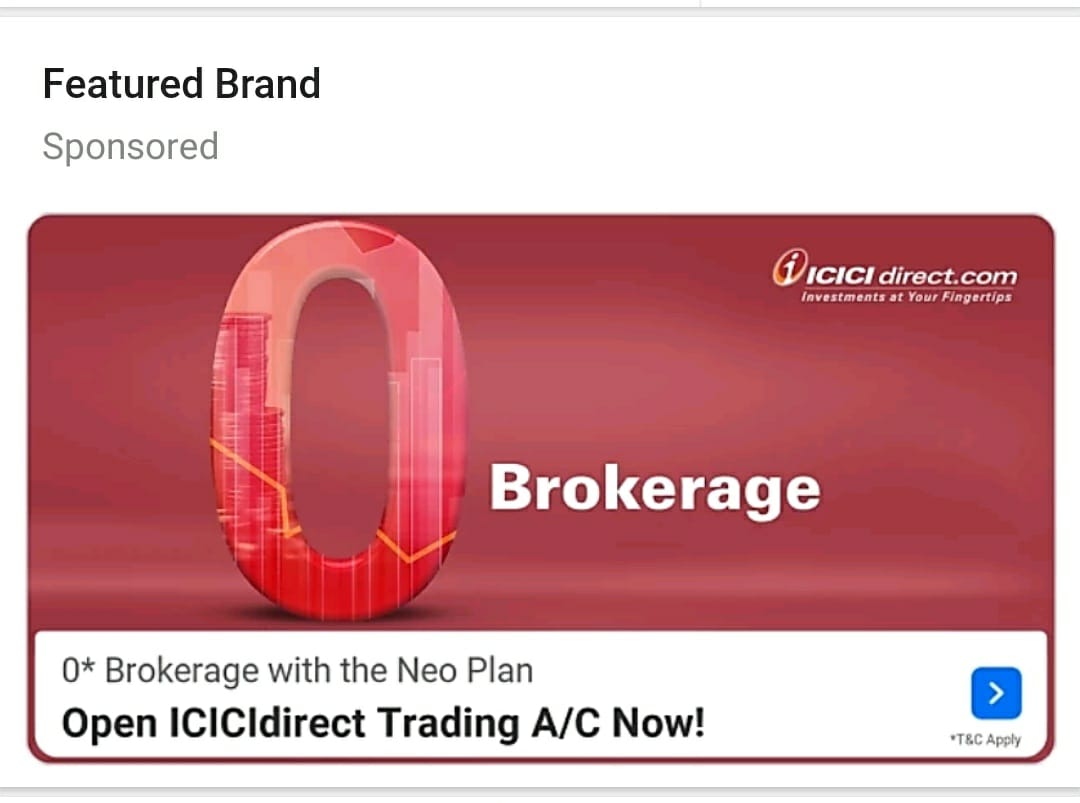 Featured Brand
Sponsored
ICICI direct.com
Investments at Your Fingertips
0 Brokerage
0* Brokerage with the Neo Plan
Open ICICIdirect Trading A/C Now!
*T&C Apply